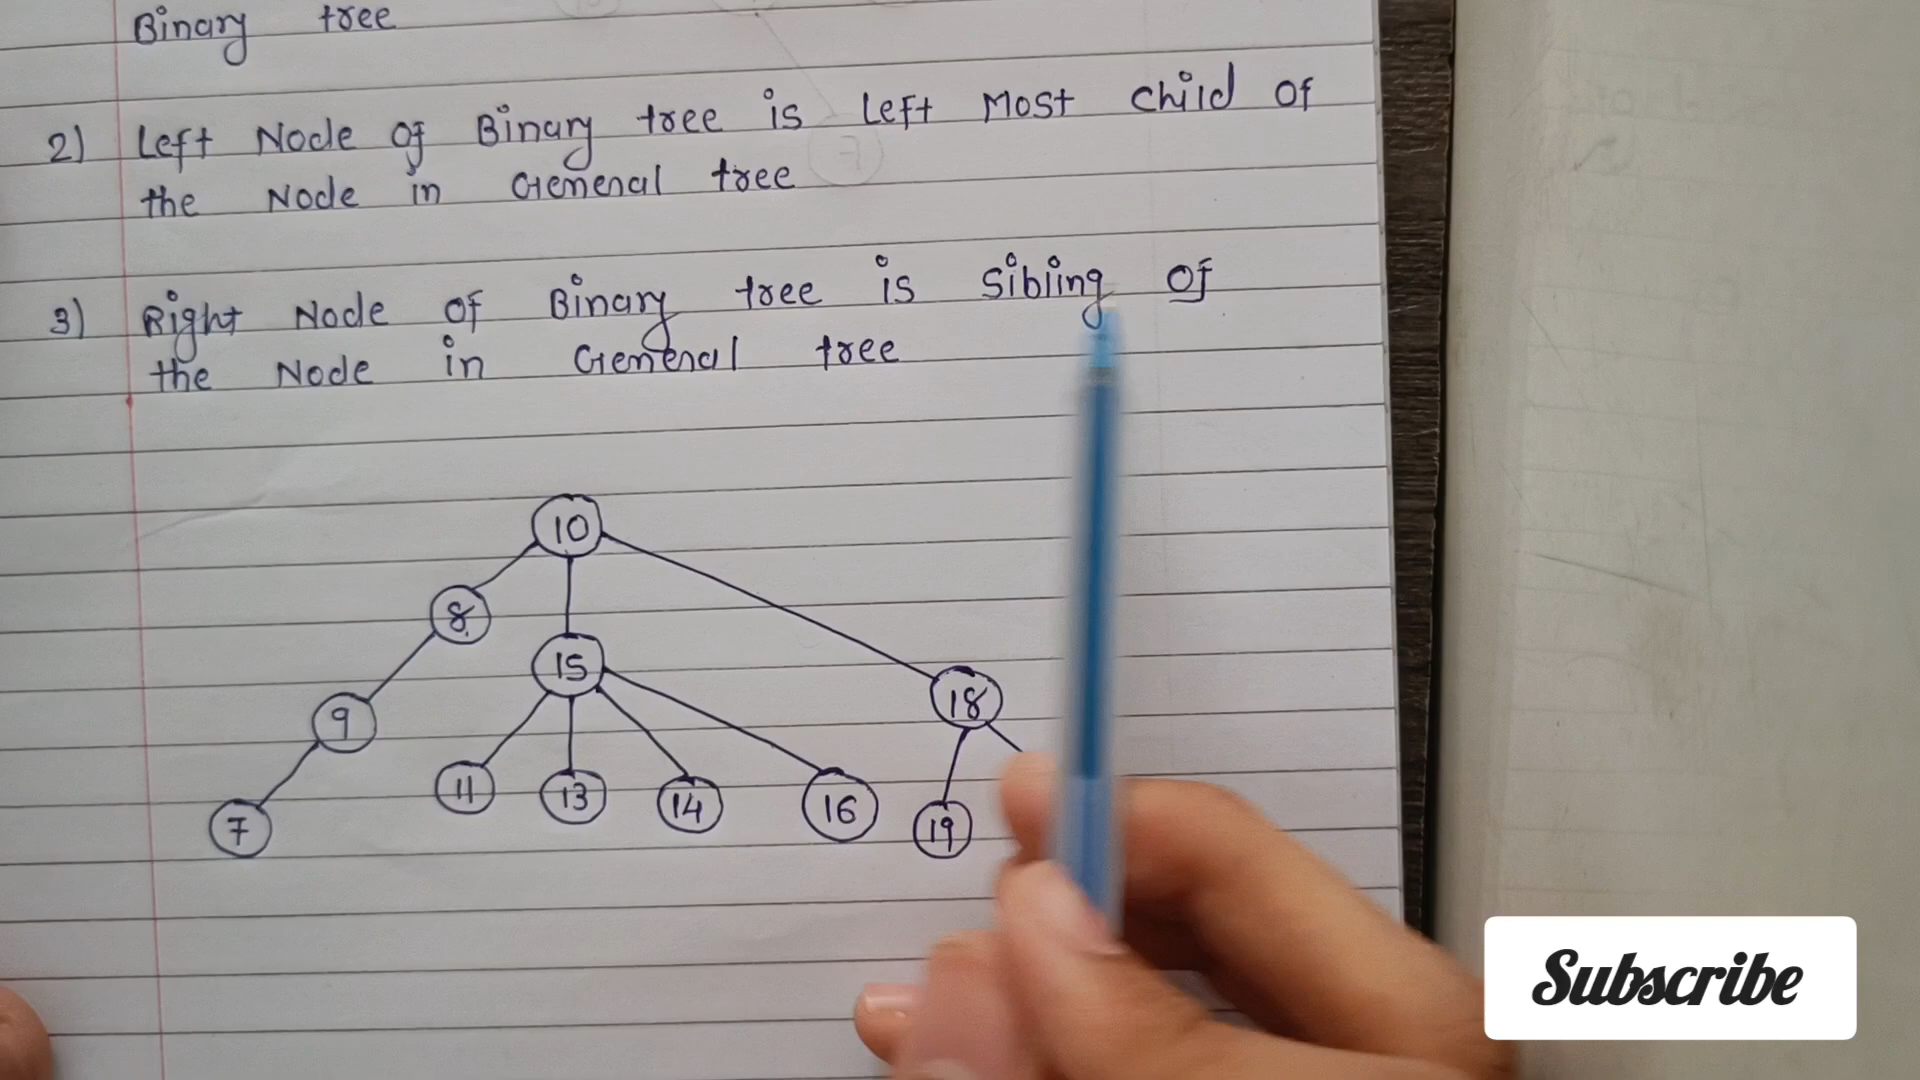 Binary tree
2) Left Node of Binary tree is Left Most child of
the Node in General tree
3) Right Node of Binary tree is sibling of
the Node in General tree
10
8
15
18
9
11
13
14
16
19
7
Subscribe